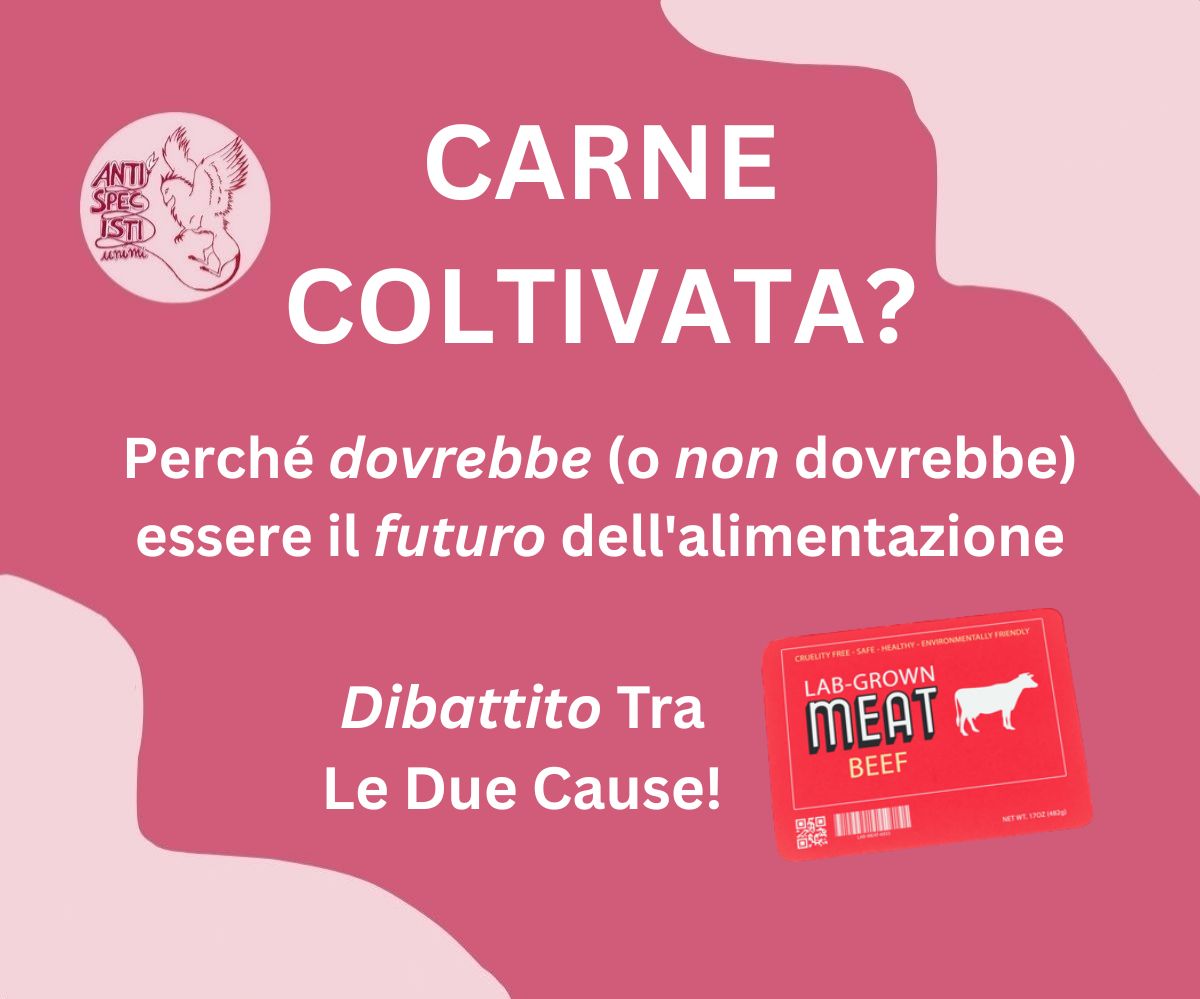 ANTI
SPEC
ISTI
unimi
CARNE
COLTIVATA?
Perché dovrebbe (o non dovrebbe)
essere il futuro dell'alimentazione
Dibattito Tra
Le Due Cause!
CRUELITY FREE - SAFE - HEALTHY - ENVIRONMENTALLY FRIENDLY
LAB-GROWN
MEAT
BEEF
NET WT. 17OZ (482g)